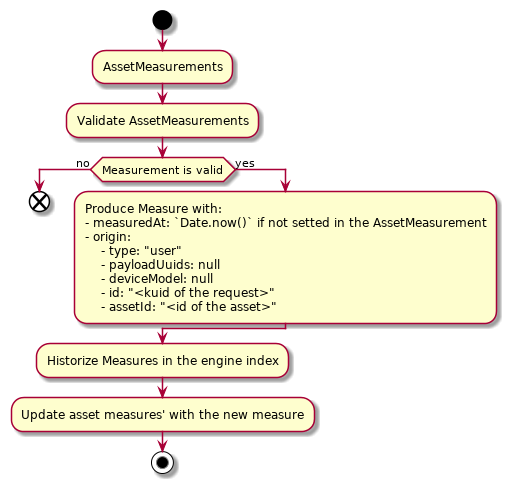 AssetMeasurements
Validate AssetMeasurements
no
Measurement is valid
yes
Produce Measure with:
- measuredAt: `Date.now()` if not setted in the AssetMeasurement
- origin:
- type: "user"
- payloadUuids: null
- deviceModel: null
- id: "<kuid of the request>"
- assetId: "<id of the asset>"
Historize Measures in the engine index
Update asset measures' with the new measure